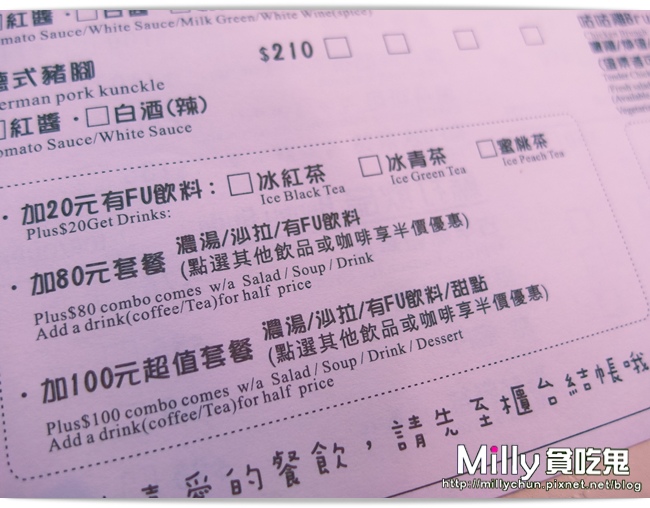 紅醬・
omato Sauce/White Sauce/Milk Green/White Wine(spice)
德式豬腳
erman pork kunckle
$210
紅醬・白酒(辣)
omato Sauce/White Sauce
・加20元有FU飲料：
Plus$20Get Drinks:
冰紅茶
Ice Black Tea
冰青茶
Ice Green Tea
蜜桃茶
Ice Peach Tea
・加80元套餐
濃湯/沙拉/有FU飲料
(點選其他飲品或咖啡享半價優惠)
Plus$80 combo comes w/a Salad / Soup / Drink
Add a drink(coffee/Tea)for half price
・加100元超值套餐
濃湯/沙拉/有FU飲料/甜點
(點選其他飲品或咖啡享半價優惠)
Plus$100 combo comes w/a Salad / Soup / Drink / Dessert
Add a drink(coffee/Tea)for half price
愛的餐飲，請先至櫃台結帳哦
Milly貪吃鬼
http://millychun.pixnet.net/blog